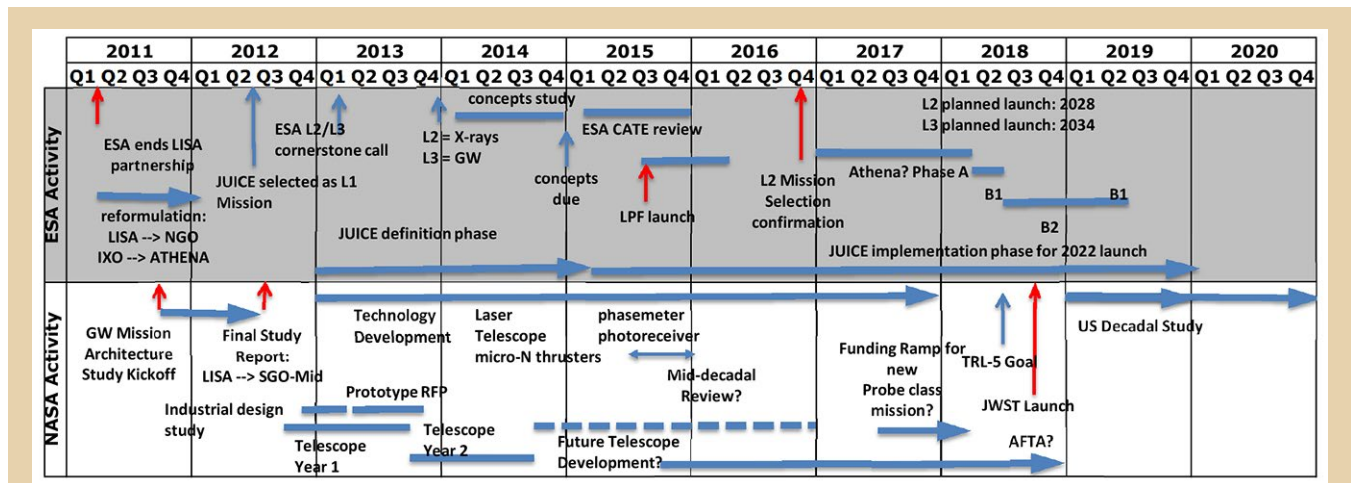 2011 2012 2013 2014 2015 2016 2017 2018 2019 2020
Q1 Q2 Q3 Q4 Q1 Q2 Q3 Q4 Q1 Q2 Q3 Q4 Q1 Q2 Q3 Q4 Q1 Q2 Q3 Q4 Q1 Q2 Q3 Q4 Q1 Q2 Q3 Q4 Q1 Q2 Q3 Q4 Q1 Q2 Q3 Q4 Q1 Q2 Q3 Q4
ESA Activity
ESA ends LISA
partnership
reformulation:
LISA --> NGO
IXO --> ATHENA
JUICE selected as L1
Mission
ESA L2/L3
cornerstone call
L2 = X-rays
L3 = GW
concepts study
concepts
due
ESA CATE review
LPF launch
L2 Mission
Selection
confirmation
L2 planned launch: 2028
L3 planned launch: 2034
Athena? Phase A
B1
B1
B2
JUICE definition phase
JUICE implementation phase for 2022 launch
NASA Activity
GW Mission
Architecture
Study Kickoff
Final Study
Report:
LISA --> SGO-Mid
Industrial design
study
Prototype RFP
Telescope
Year 1
Telescope
Year 2
Technology
Development
Laser
Telescope
micro-N thrusters
phasemeter
photoreceiver
Mid-decadal
Review?
Future Telescope
Development?
Funding Ramp for
new
Probe class
mission?
TRL-5 Goal
JWST Launch
AFTA?
US Decadal Study